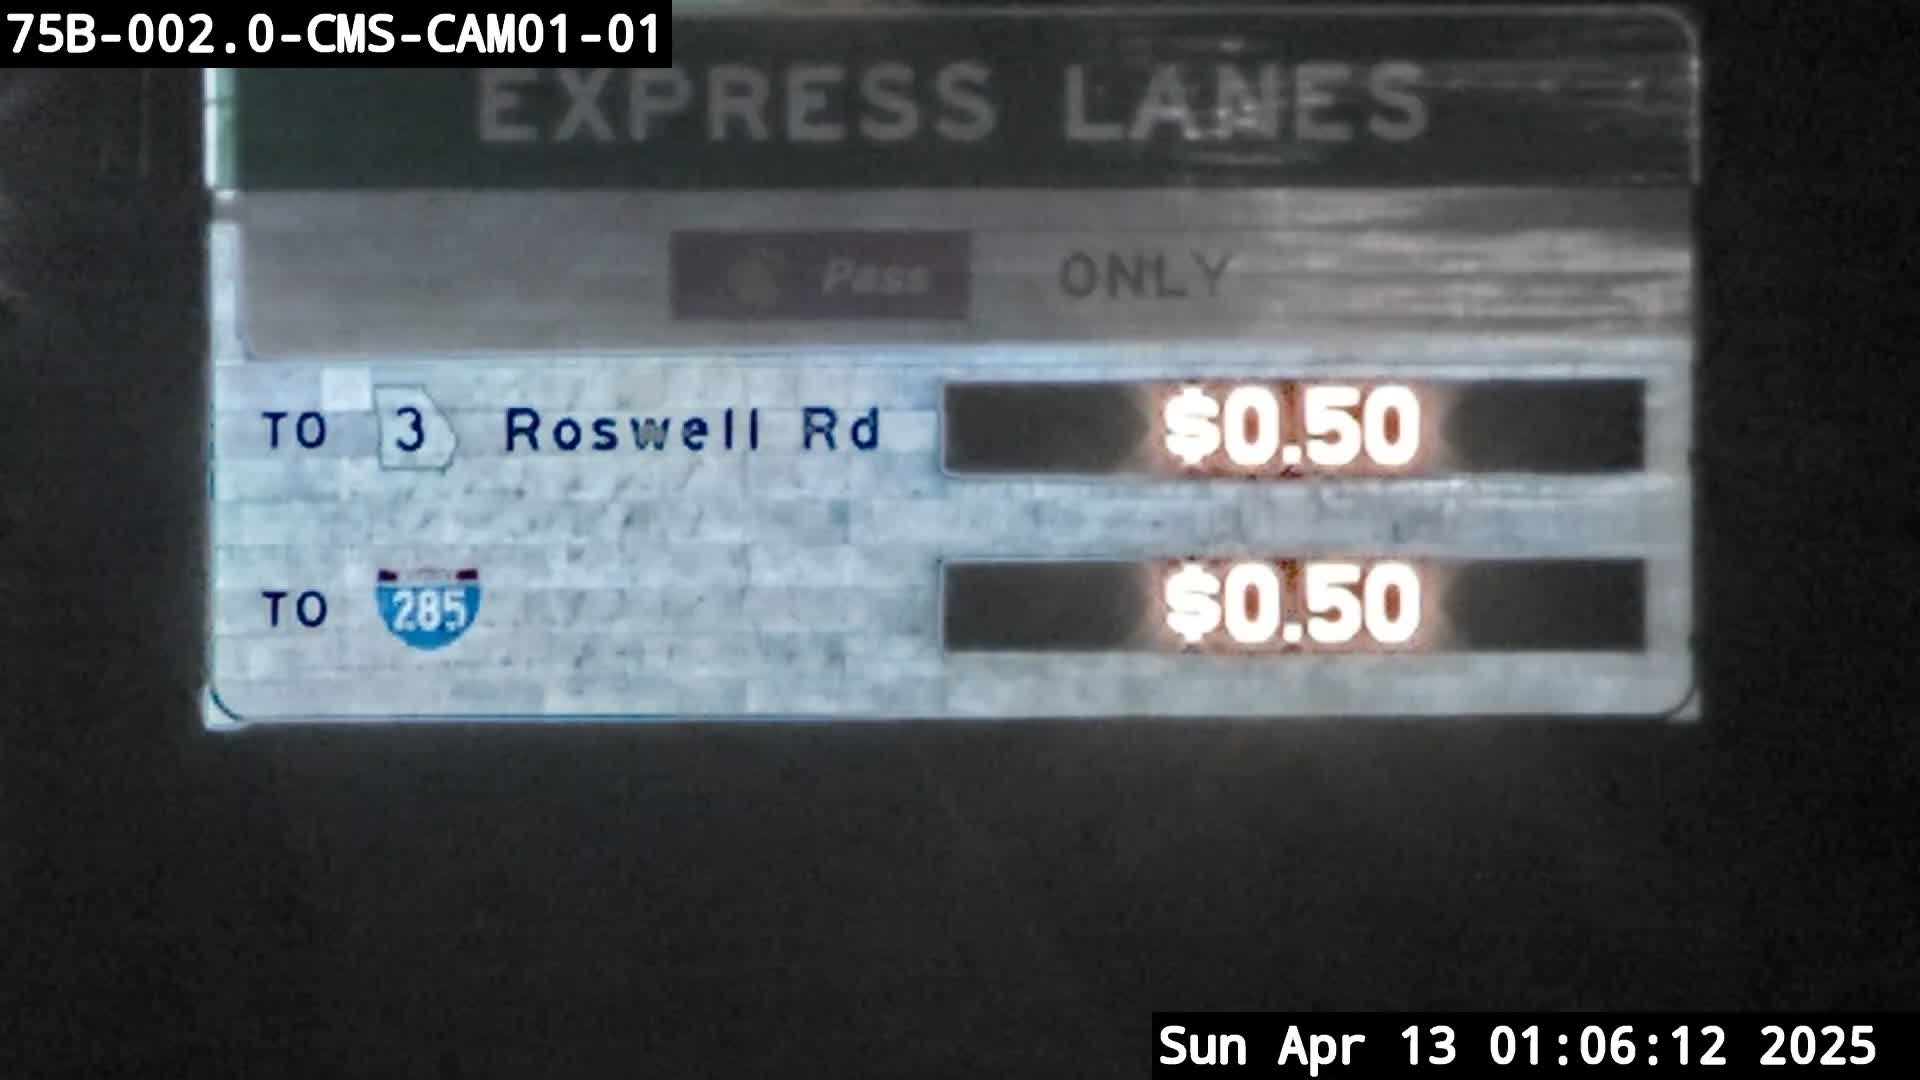 75B-002.0-CMS-CAM01-01
EXPRESS LANES
Pass ONLY
TO 3 Roswell Rd $0.50
TO 285 $0.50
Sun Apr 13 01:06:12 2025